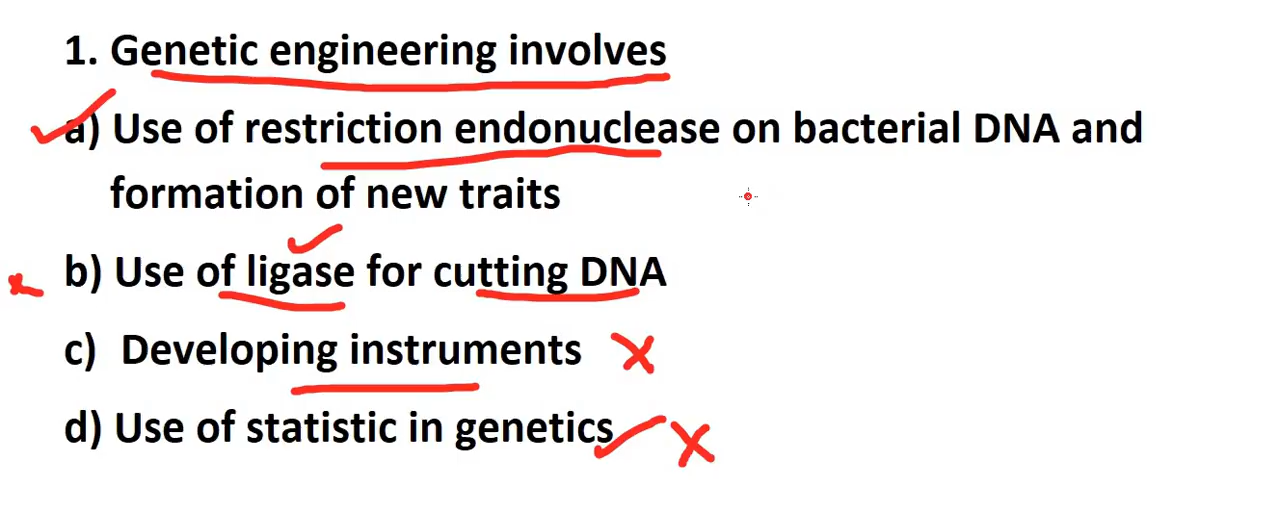 1. Genetic engineering involves
a) Use of restriction endonuclease on bacterial DNA and
formation of new traits
b) Use of ligase for cutting DNA
c) Developing instruments
d) Use of statistic in genetics